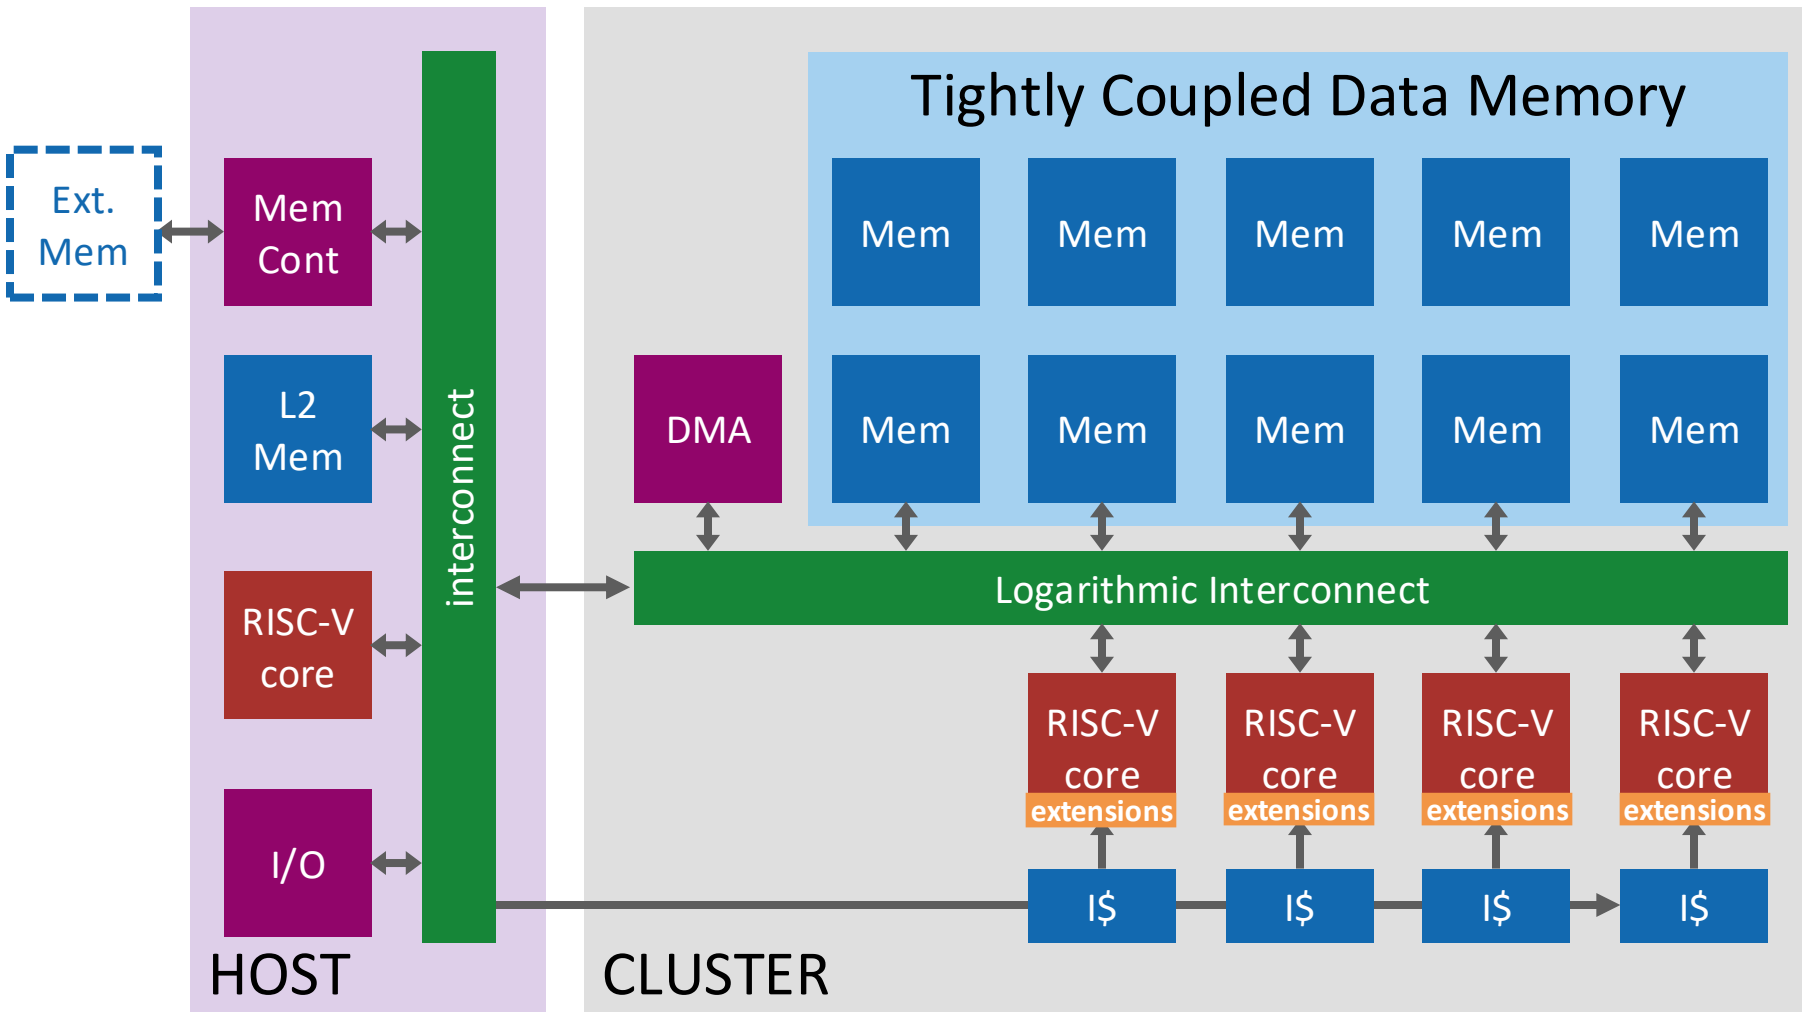 Tightly Coupled Data Memory
Ext.
Mem
Mem
Cont
Mem
Mem
Mem
Mem
Mem
L2
Mem
interconnect
DMA
Mem
Mem
Mem
Mem
Mem
Logarithmic Interconnect
RISC-V
core
RISC-V
core
extensions
RISC-V
core
extensions
RISC-V
core
extensions
RISC-V
core
extensions
I/O
I$
I$
I$
I$
HOST
CLUSTER